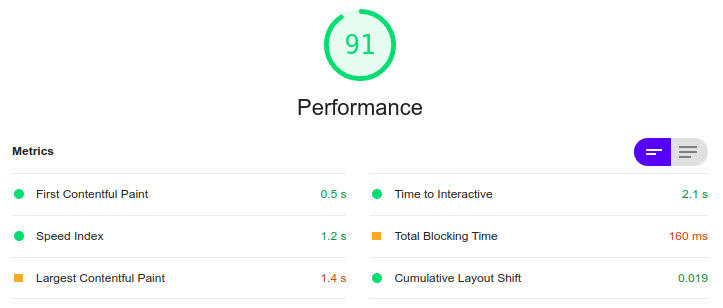 91
Performance
Metrics
First Contentful Paint 0.5 s
Time to Interactive 2.1 s
Speed Index 1.2 s
Total Blocking Time 160 ms
Largest Contentful Paint 1.4 s
Cumulative Layout Shift 0.019